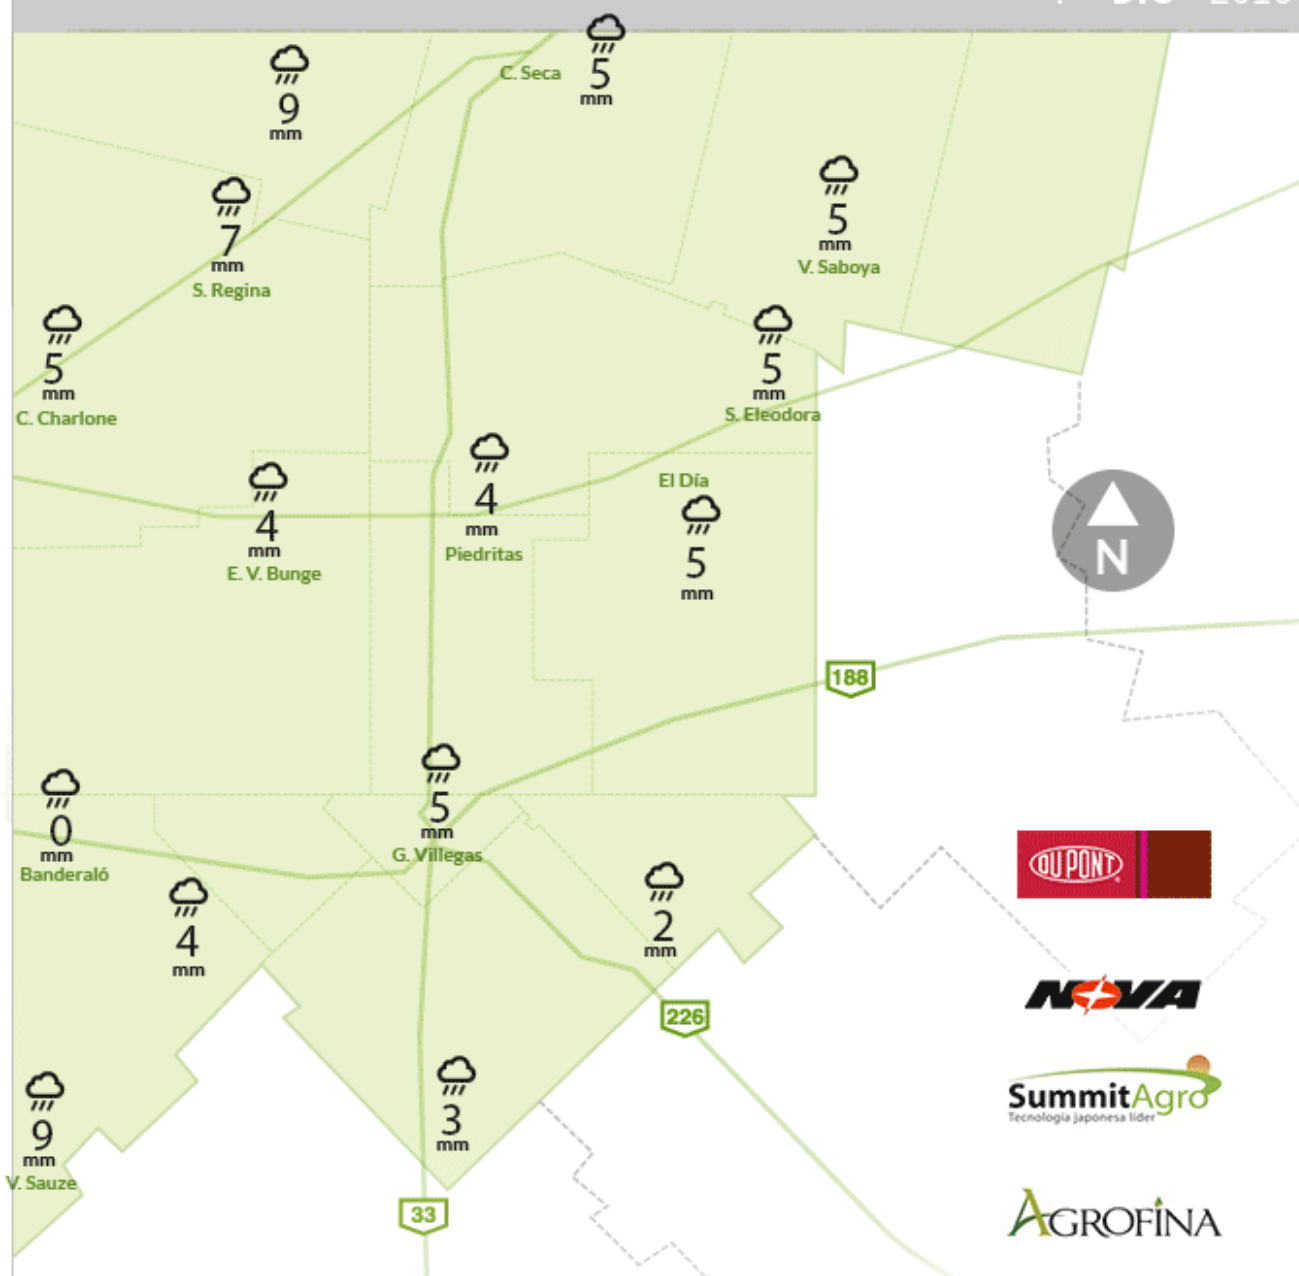 5
mm
C. Seca
9
mm
5
mm
V. Saboya
7
mm
S. Regina
5
mm
C. Charlone
5
mm
S. Eleodora
4
mm
Piedritas
El Día
5
mm
4
mm
E. V. Bunge
N
188
5
mm
G. Villegas
0
mm
Banderaló
4
mm
2
mm
226
3
mm
9
mm
V. Sauze
33
DUPONT
NOVA
SummitAgro
Tecnología japonesa líder
AGROFINA